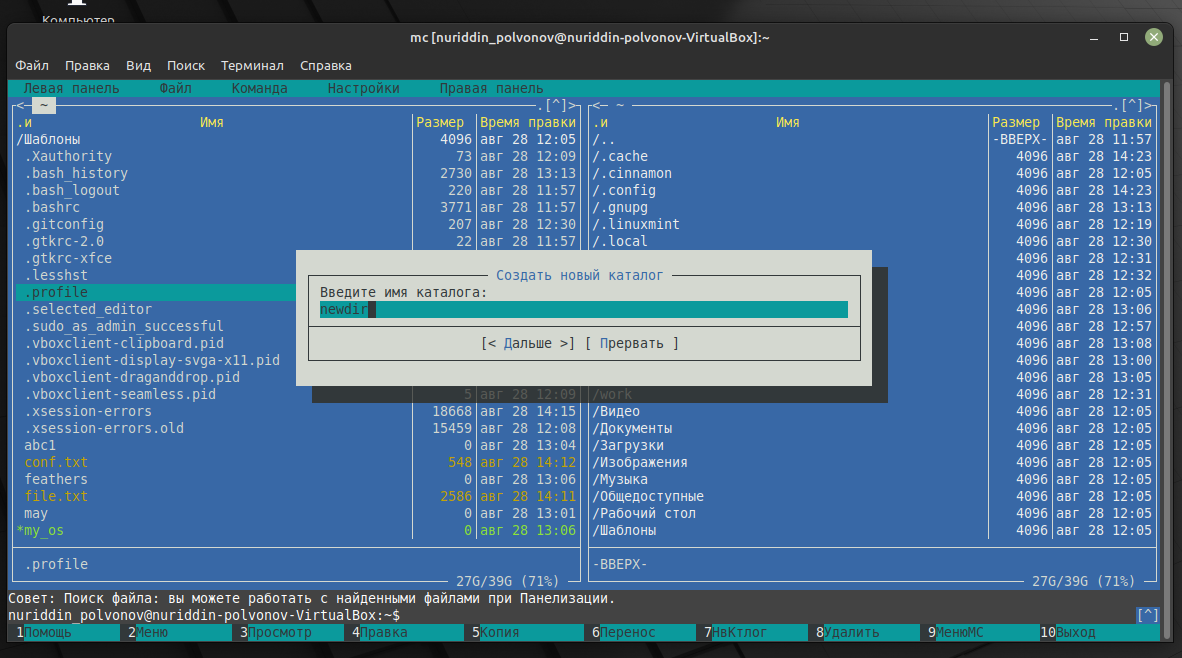 Компьютер
mc [nuriddin_polvonov@nuriddin-polvonov-VirtualBox]:~
Файл Правка Вид Поиск Терминал Справка
Левая панель Файл Команда Настройки Правая панель
<─ ~ ─.[^]>
.и Имя Размер Время правки
/Шаблоны 4096 авг 28 12:05
.Xauthority 73 авг 28 12:09
.bash_history 2730 авг 28 13:13
.bash_logout 220 авг 28 11:57
.bashrc 3771 авг 28 11:57
.gitconfig 207 авг 28 12:30
.gtkrc-2.0 22 авг 28 11:57
.gtkrc-xfce
.lesshst
.profile
.selected_editor
.sudo_as_admin_successful
.vboxclient-clipboard.pid
.vboxclient-display-svga-x11.pid
.vboxclient-draganddrop.pid
.vboxclient-seamless.pid 5 авг 28 12:09
.xsession-errors 18668 авг 28 14:15
.xsession-errors.old 15459 авг 28 12:08
abc1 0 авг 28 13:04
conf.txt 548 авг 28 14:12
feathers 0 авг 28 13:06
file.txt 2586 авг 28 14:11
may 0 авг 28 13:01
*my_os 0 авг 28 13:06
.profile
27G/39G (71%)
<─ ~ ─.[^]>
.и Имя Размер Время правки
/.. -ВВЕРХ- авг 28 11:57
/.cache 4096 авг 28 14:23
/.cinnamon 4096 авг 28 12:05
/.config 4096 авг 28 14:23
/.gnupg 4096 авг 28 13:13
/.linuxmint 4096 авг 28 12:19
/.local 4096 авг 28 12:30
4096 авг 28 12:31
4096 авг 28 12:32
4096 авг 28 12:05
4096 авг 28 13:06
4096 авг 28 12:57
4096 авг 28 13:08
4096 авг 28 13:00
4096 авг 28 13:05
/work 4096 авг 28 12:31
/Видео 4096 авг 28 12:05
/Документы 4096 авг 28 12:05
/Загрузки 4096 авг 28 12:05
/Изображения 4096 авг 28 12:05
/Музыка 4096 авг 28 12:05
/Общедоступные 4096 авг 28 12:05
/Рабочий стол 4096 авг 28 12:05
/Шаблоны 4096 авг 28 12:05
-ВВЕРХ-
27G/39G (71%)
Создать новый каталог
Введите имя каталога:
newdir
[< Дальше >] [ Прервать ]
Совет: Поиск файла: вы можете работать с найденными файлами при Панелизации.
nuriddin_polvonov@nuriddin-polvonov-VirtualBox:~$ [^]
1Помощь 2Меню 3Просмотр 4Правка 5Копия 6Перенос 7НвКтлог 8Удалить 9МенюМС 10Выход